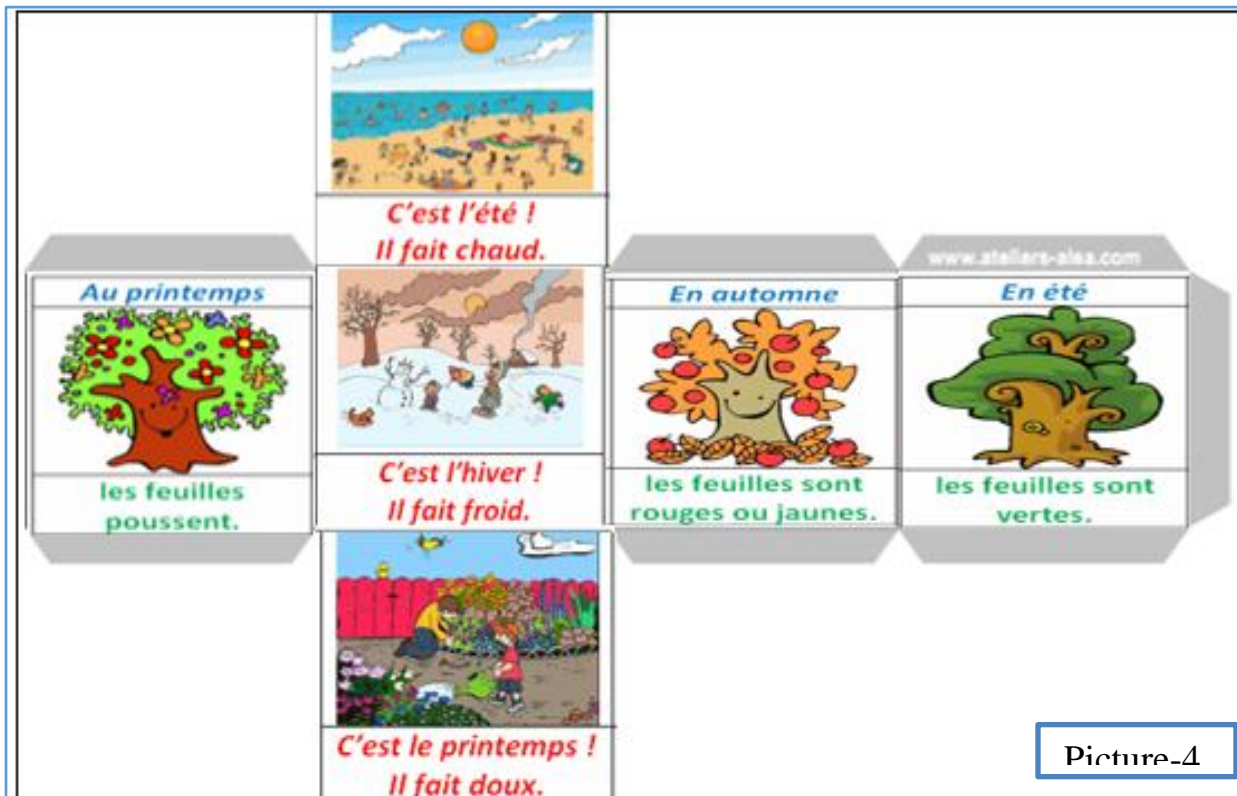 C'est l'été !
Il fait chaud.
www.ateliers-alea.com
Au printemps
les feuilles
poussent.
C'est l'hiver !
Il fait froid.
En automne
les feuilles sont
rouges ou jaunes.
En été
les feuilles sont
vertes.
C'est le printemps !
Il fait doux.
Picture-4